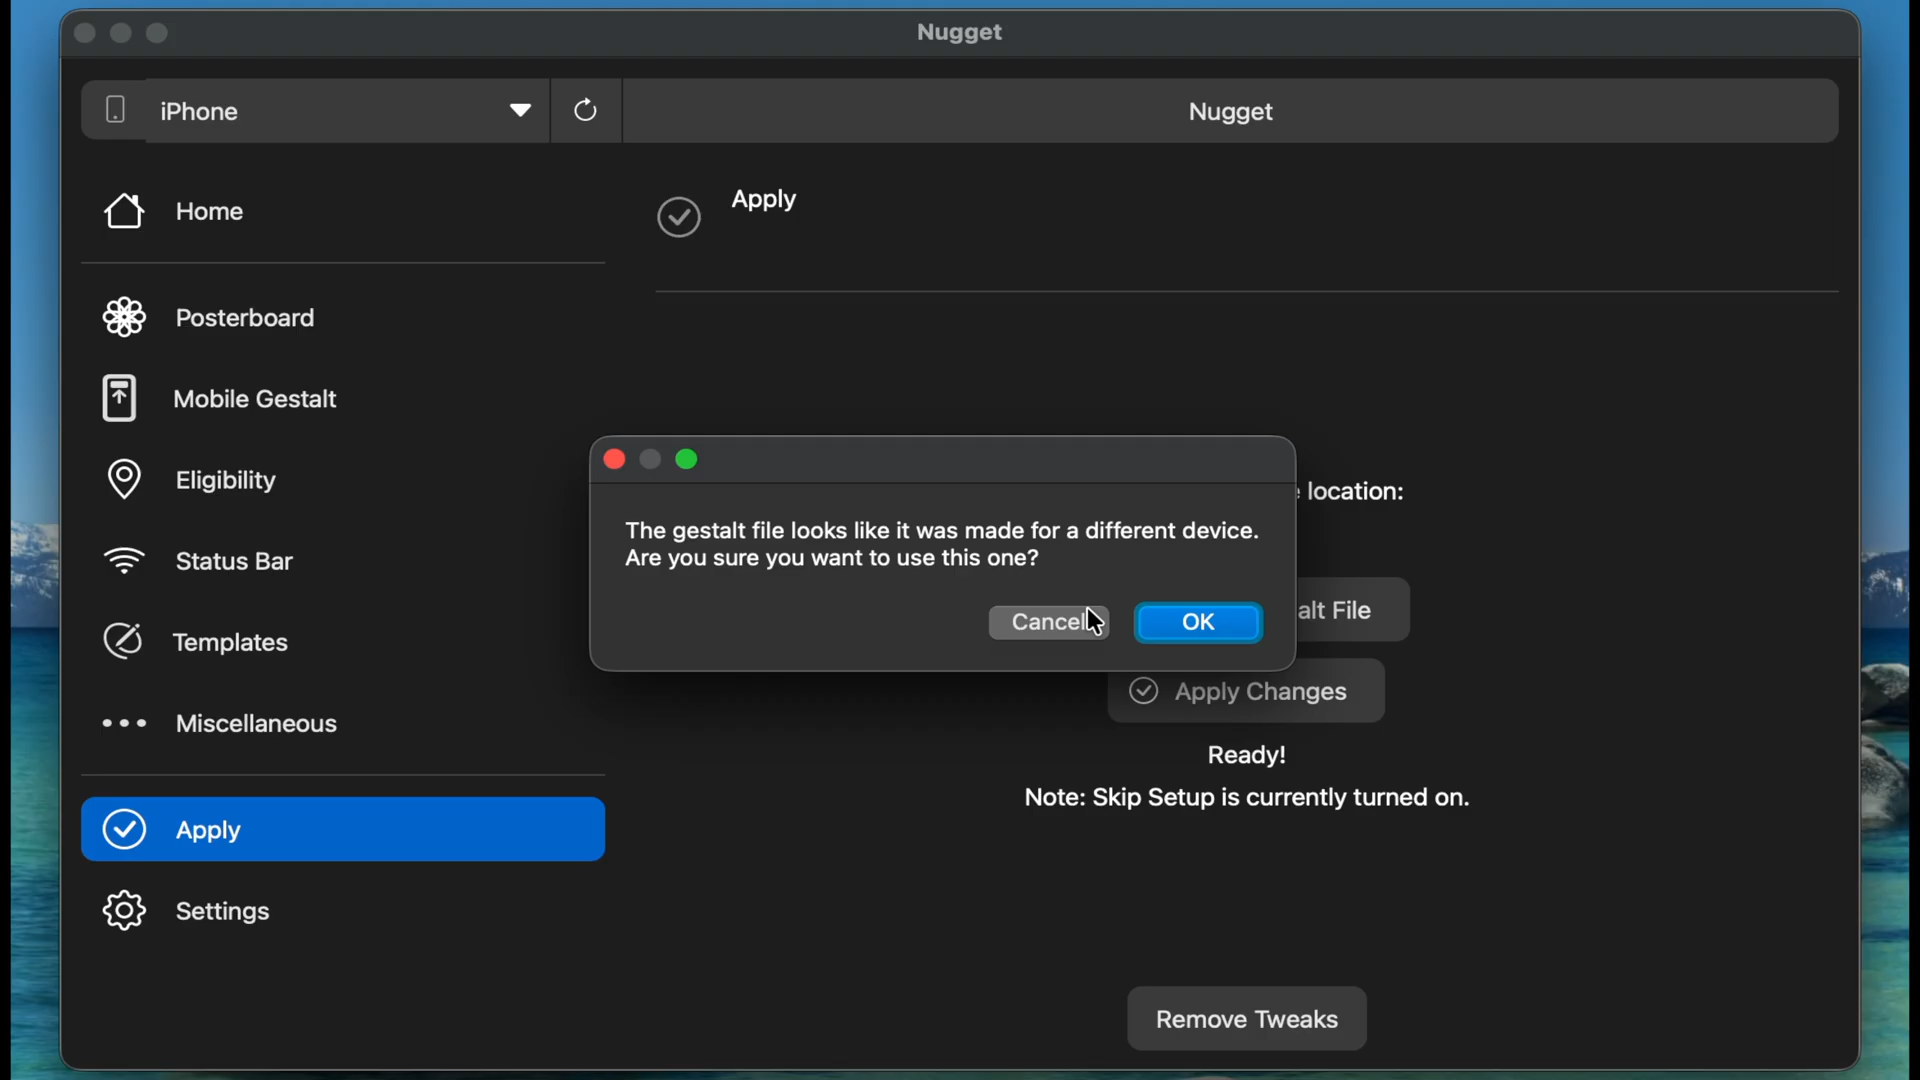 Nugget
iPhone
Nugget
Home
Posterboard
Mobile Gestalt
Eligibility
Status Bar
Templates
Miscellaneous
Apply
Settings
Apply
location:
The gestalt file looks like it was made for a different device.
Are you sure you want to use this one?
Cancel
OK
alt File
Apply Changes
Ready!
Note: Skip Setup is currently turned on.
Remove Tweaks